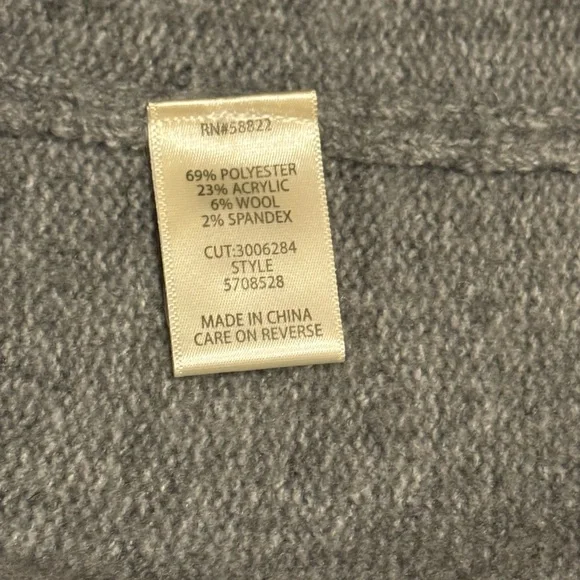 RN#58822
69% POLYESTER
23% ACRYLIC
6% WOOL
2% SPANDEX
CUT:3006284
STYLE
5708528
MADE IN CHINA
CARE ON REVERSE